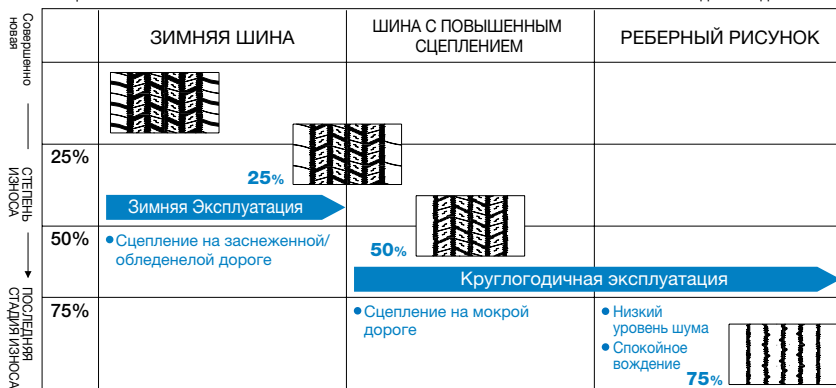 Совершенно
новая
СТЕПЕНЬ
ИЗНОСА
ПОСЛЕДНЯЯ
СТАДИЯ ИЗНОСА
ЗИМНЯЯ ШИНА
ШИНА С ПОВЫШЕННЫМ
СЦЕПЛЕНИЕМ
РЕБЕРНЫЙ РИСУНОК
25%
25%
Зимняя Эксплуатация
50%
• Сцепление на заснеженной/
обледенелой дороге
50%
Круглогодичная эксплуатация
75%
• Сцепление на мокрой
дороге
• Низкий
уровень шума
• Спокойное
вождение
75%